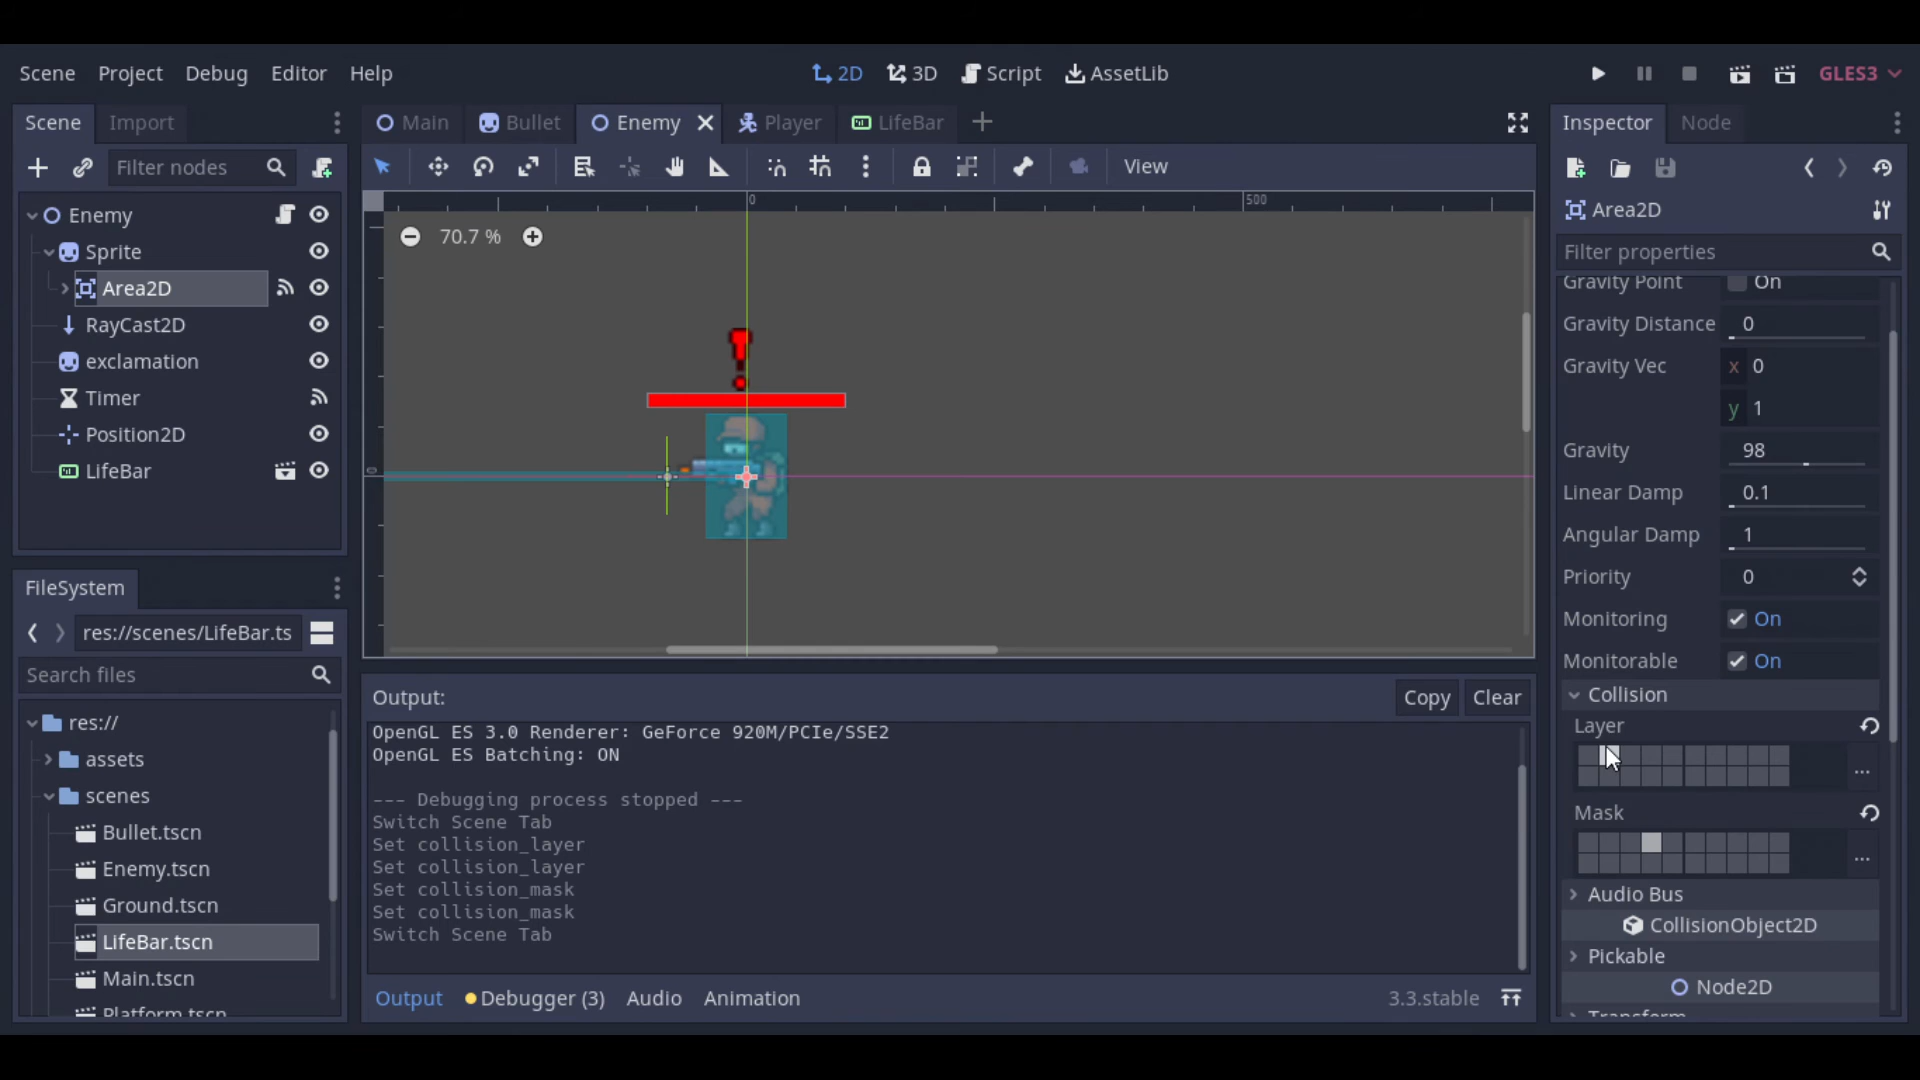 Scene Project Debug Editor Help 2D 3D Script AssetLib GLES3
Scene Import
Filter nodes
Enemy
Sprite
Area2D
RayCast2D
exclamation
Timer
Position2D
LifeBar
FileSystem
res://scenes/LifeBar.ts
Search files
res://
assets
scenes
Bullet.tscn
Enemy.tscn
Ground.tscn
LifeBar.tscn
Main.tscn
Platform.tscn
Main Bullet Enemy Player LifeBar
View
0 500
70.7 %
0
Output: Copy Clear
OpenGL ES 3.0 Renderer: GeForce 920M/PCIe/SSE2
OpenGL ES Batching: ON
--- Debugging process stopped ---
Switch Scene Tab
Set collision_layer
Set collision_layer
Set collision_mask
Set collision_mask
Switch Scene Tab
Output Debugger (3) Audio Animation 3.3.stable
Inspector Node
Area2D
Filter properties
Gravity Point On
Gravity Distance 0
Gravity Vec x 0
y 1
Gravity 98
Linear Damp 0.1
Angular Damp 1
Priority 0
Monitoring On
Monitorable On
Collision
Layer
...
Mask
...
Audio Bus
CollisionObject2D
Pickable
Node2D
Transform